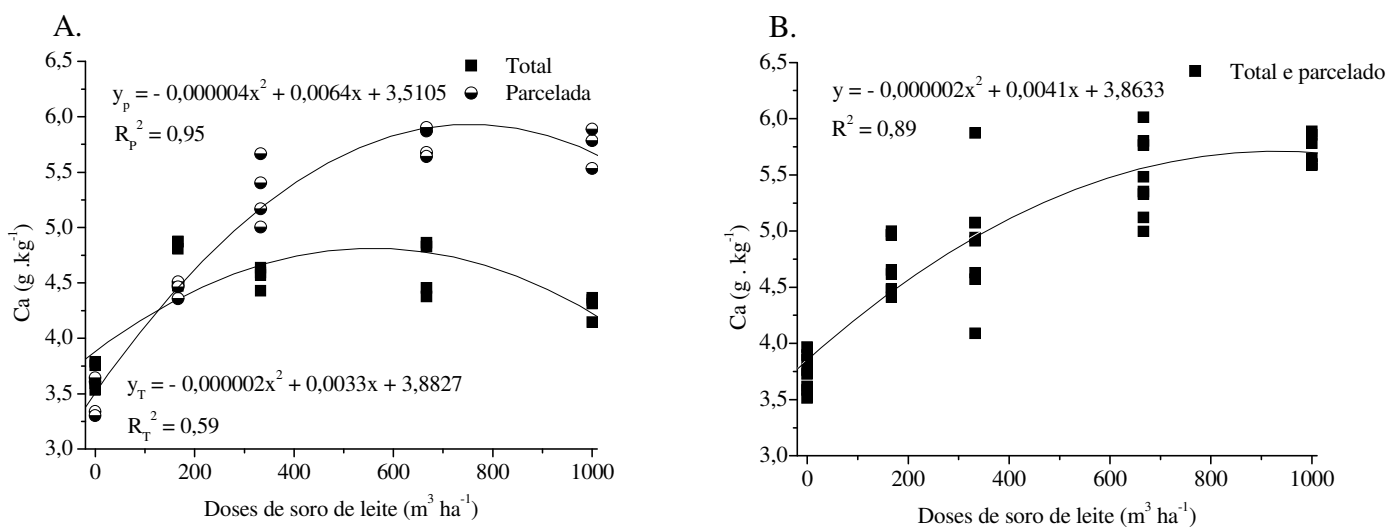 A.
6,5
6,0
5,5
5,0
4,5
4,0
3,5
3,0
Ca (g .kg⁻¹)
Total
Parcelada
y_P = - 0,000004x² + 0,0064x + 3,5105
R_P² = 0,95
y_T = - 0,000002x² + 0,0033x + 3,8827
R_T² = 0,59
0 200 400 600 800 1000
Doses de soro de leite (m³ ha⁻¹)
B.
6,5
6,0
5,5
5,0
4,5
4,0
3,5
3,0
Ca (g . kg⁻¹)
Total e parcelado
y = - 0,000002x² + 0,0041x + 3,8633
R² = 0,89
0 200 400 600 800 1000
Doses de soro de leite (m³ ha⁻¹)